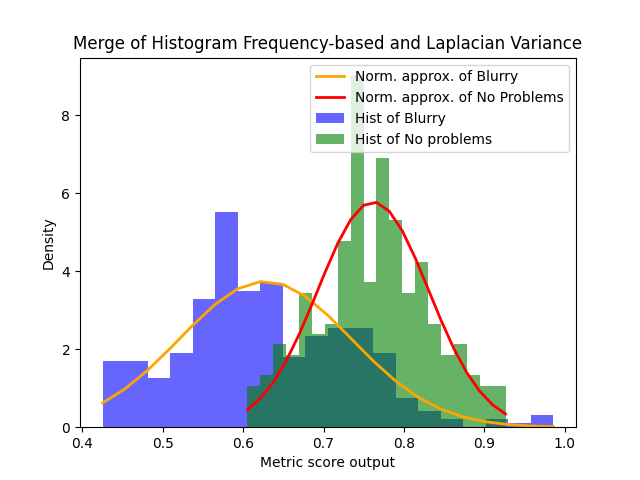 Merge of Histogram Frequency-based and Laplacian Variance
Norm. approx. of Blurry
Norm. approx. of No Problems
Hist of Blurry
Hist of No problems
Density
8
6
4
2
0
0.4 0.5 0.6 0.7 0.8 0.9 1.0
Metric score output